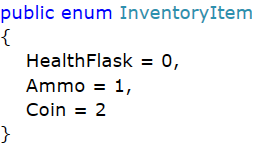 public enum InventoryItem
{
    HealthFlask = 0,
    Ammo = 1,
    Coin = 2
}